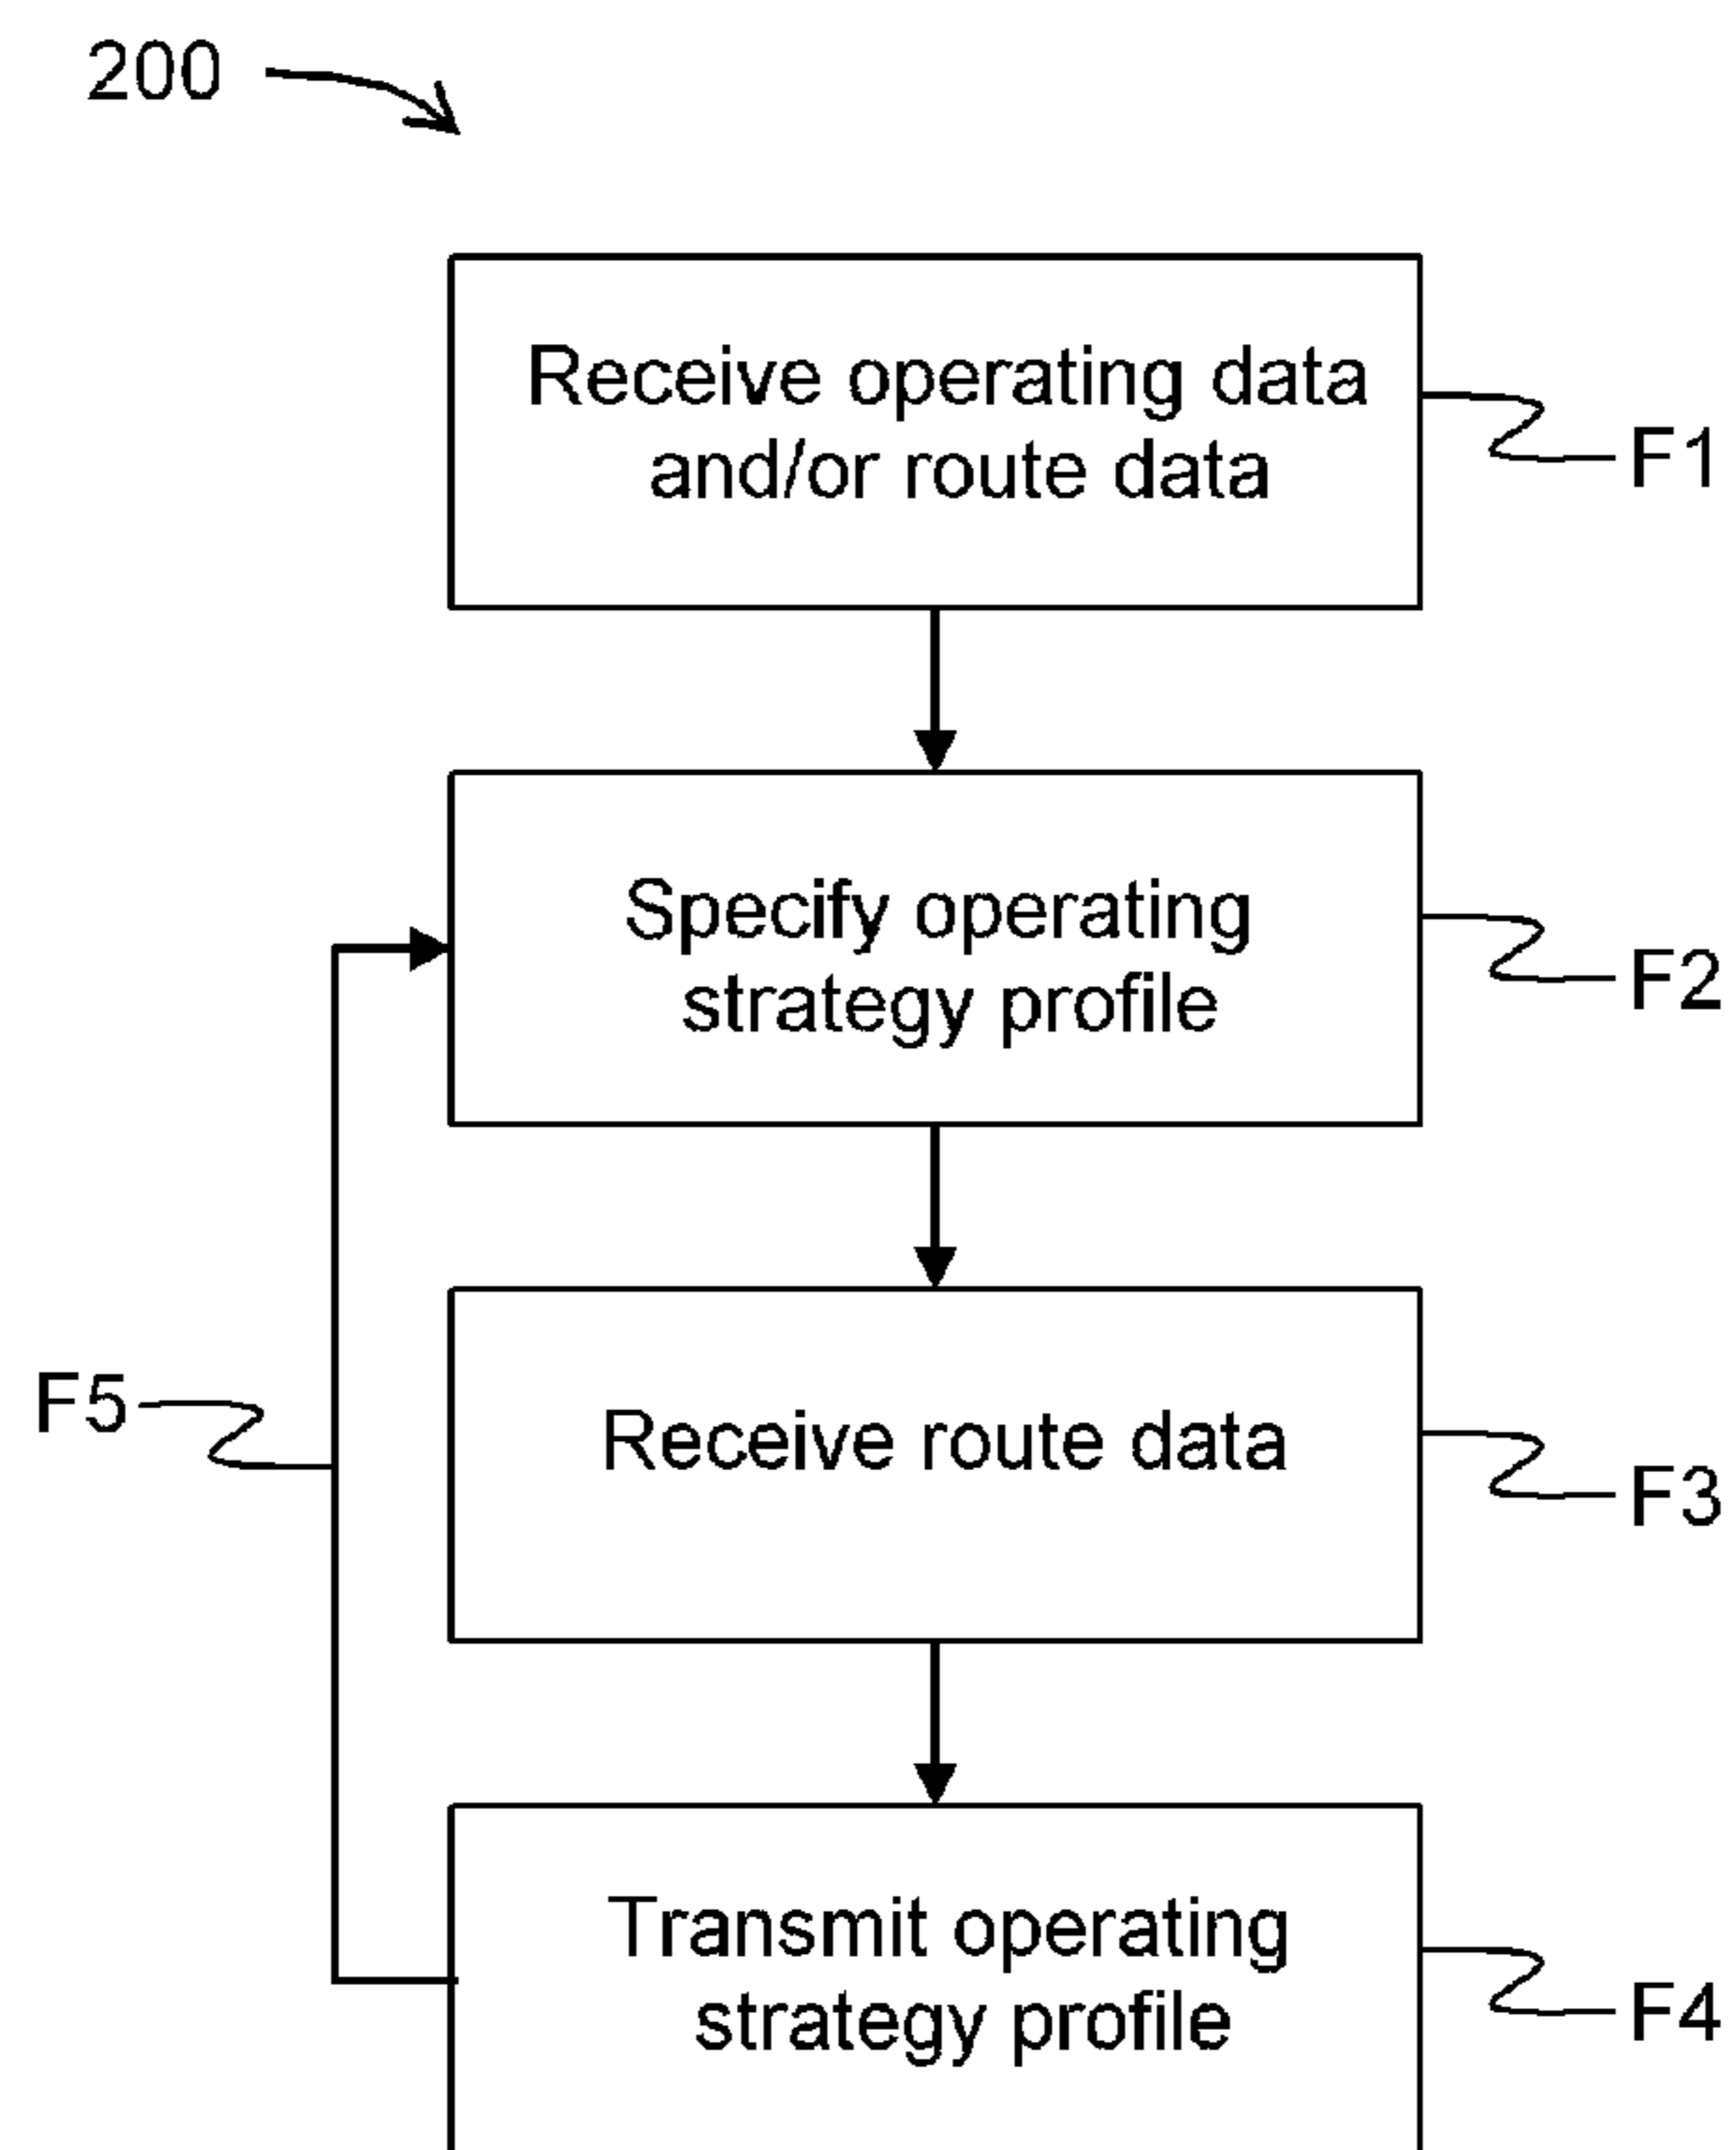 200
Receive operating data
and/or route data
F1
Specify operating
strategy profile
F2
Receive route data
F3
F5
Transmit operating
strategy profile
F4